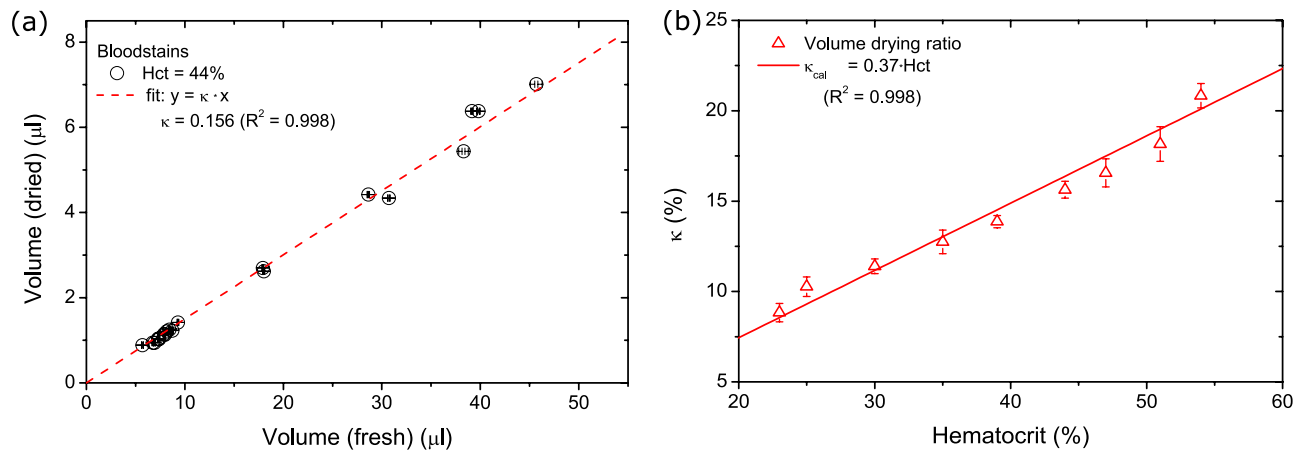 (a)
Bloodstains
Hct = 44%
fit: y = κ · x
κ = 0.156 (R² = 0.998)
8
6
4
2
0
Volume (dried) (μl)
0 10 20 30 40 50
Volume (fresh) (μl)
(b)
Volume drying ratio
κcal = 0.37·Hct
(R² = 0.998)
25
20
15
10
5
κ (%)
20 30 40 50 60
Hematocrit (%)